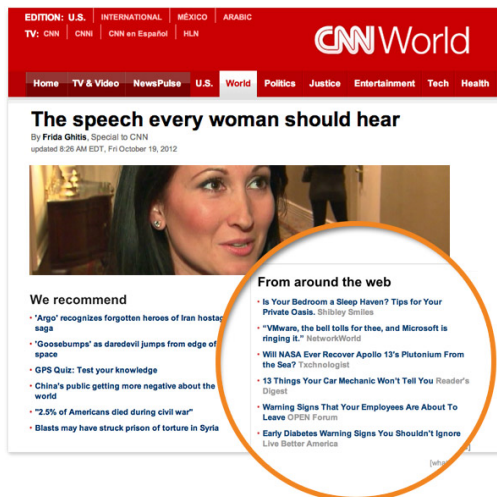 EDITION: U.S. INTERNATIONAL MÉXICO ARABIC
TV: CNN CNNI CNN en Español HLN
CNN World
Home TV & Video NewsPulse U.S. World Politics Justice Entertainment Tech Health
The speech every woman should hear
By Frida Ghitis, Special to CNN
updated 8:26 AM EDT, Fri October 19, 2012
We recommend
'Argo' recognizes forgotten heroes of Iran
saga
'Goosebumps' as daredevil jumps from edge of
space
GPS Quiz: Test your knowledge
China's public getting more negative about the
world
"2.5% of Americans died during civil war"
Blasts may have struck prison of torture in Syria
From around the web
Is Your Bedroom a Sleep Haven? Tips for Your
Private Oasis. Shibley Smiles
"VMware, the bell tolls for thee, and Microsoft is
ringing it." NetworkWorld
Will NASA Ever Recover Apollo 13's Plutonium From
the Sea? Txchnologist
13 Things Your Car Mechanic Won't Tell You Reader's
Digest
Warning Signs That Your Employees Are About To
Leave OPEN Forum
Early Diabetes Warning Signs You Shouldn't Ignore
Live Better America